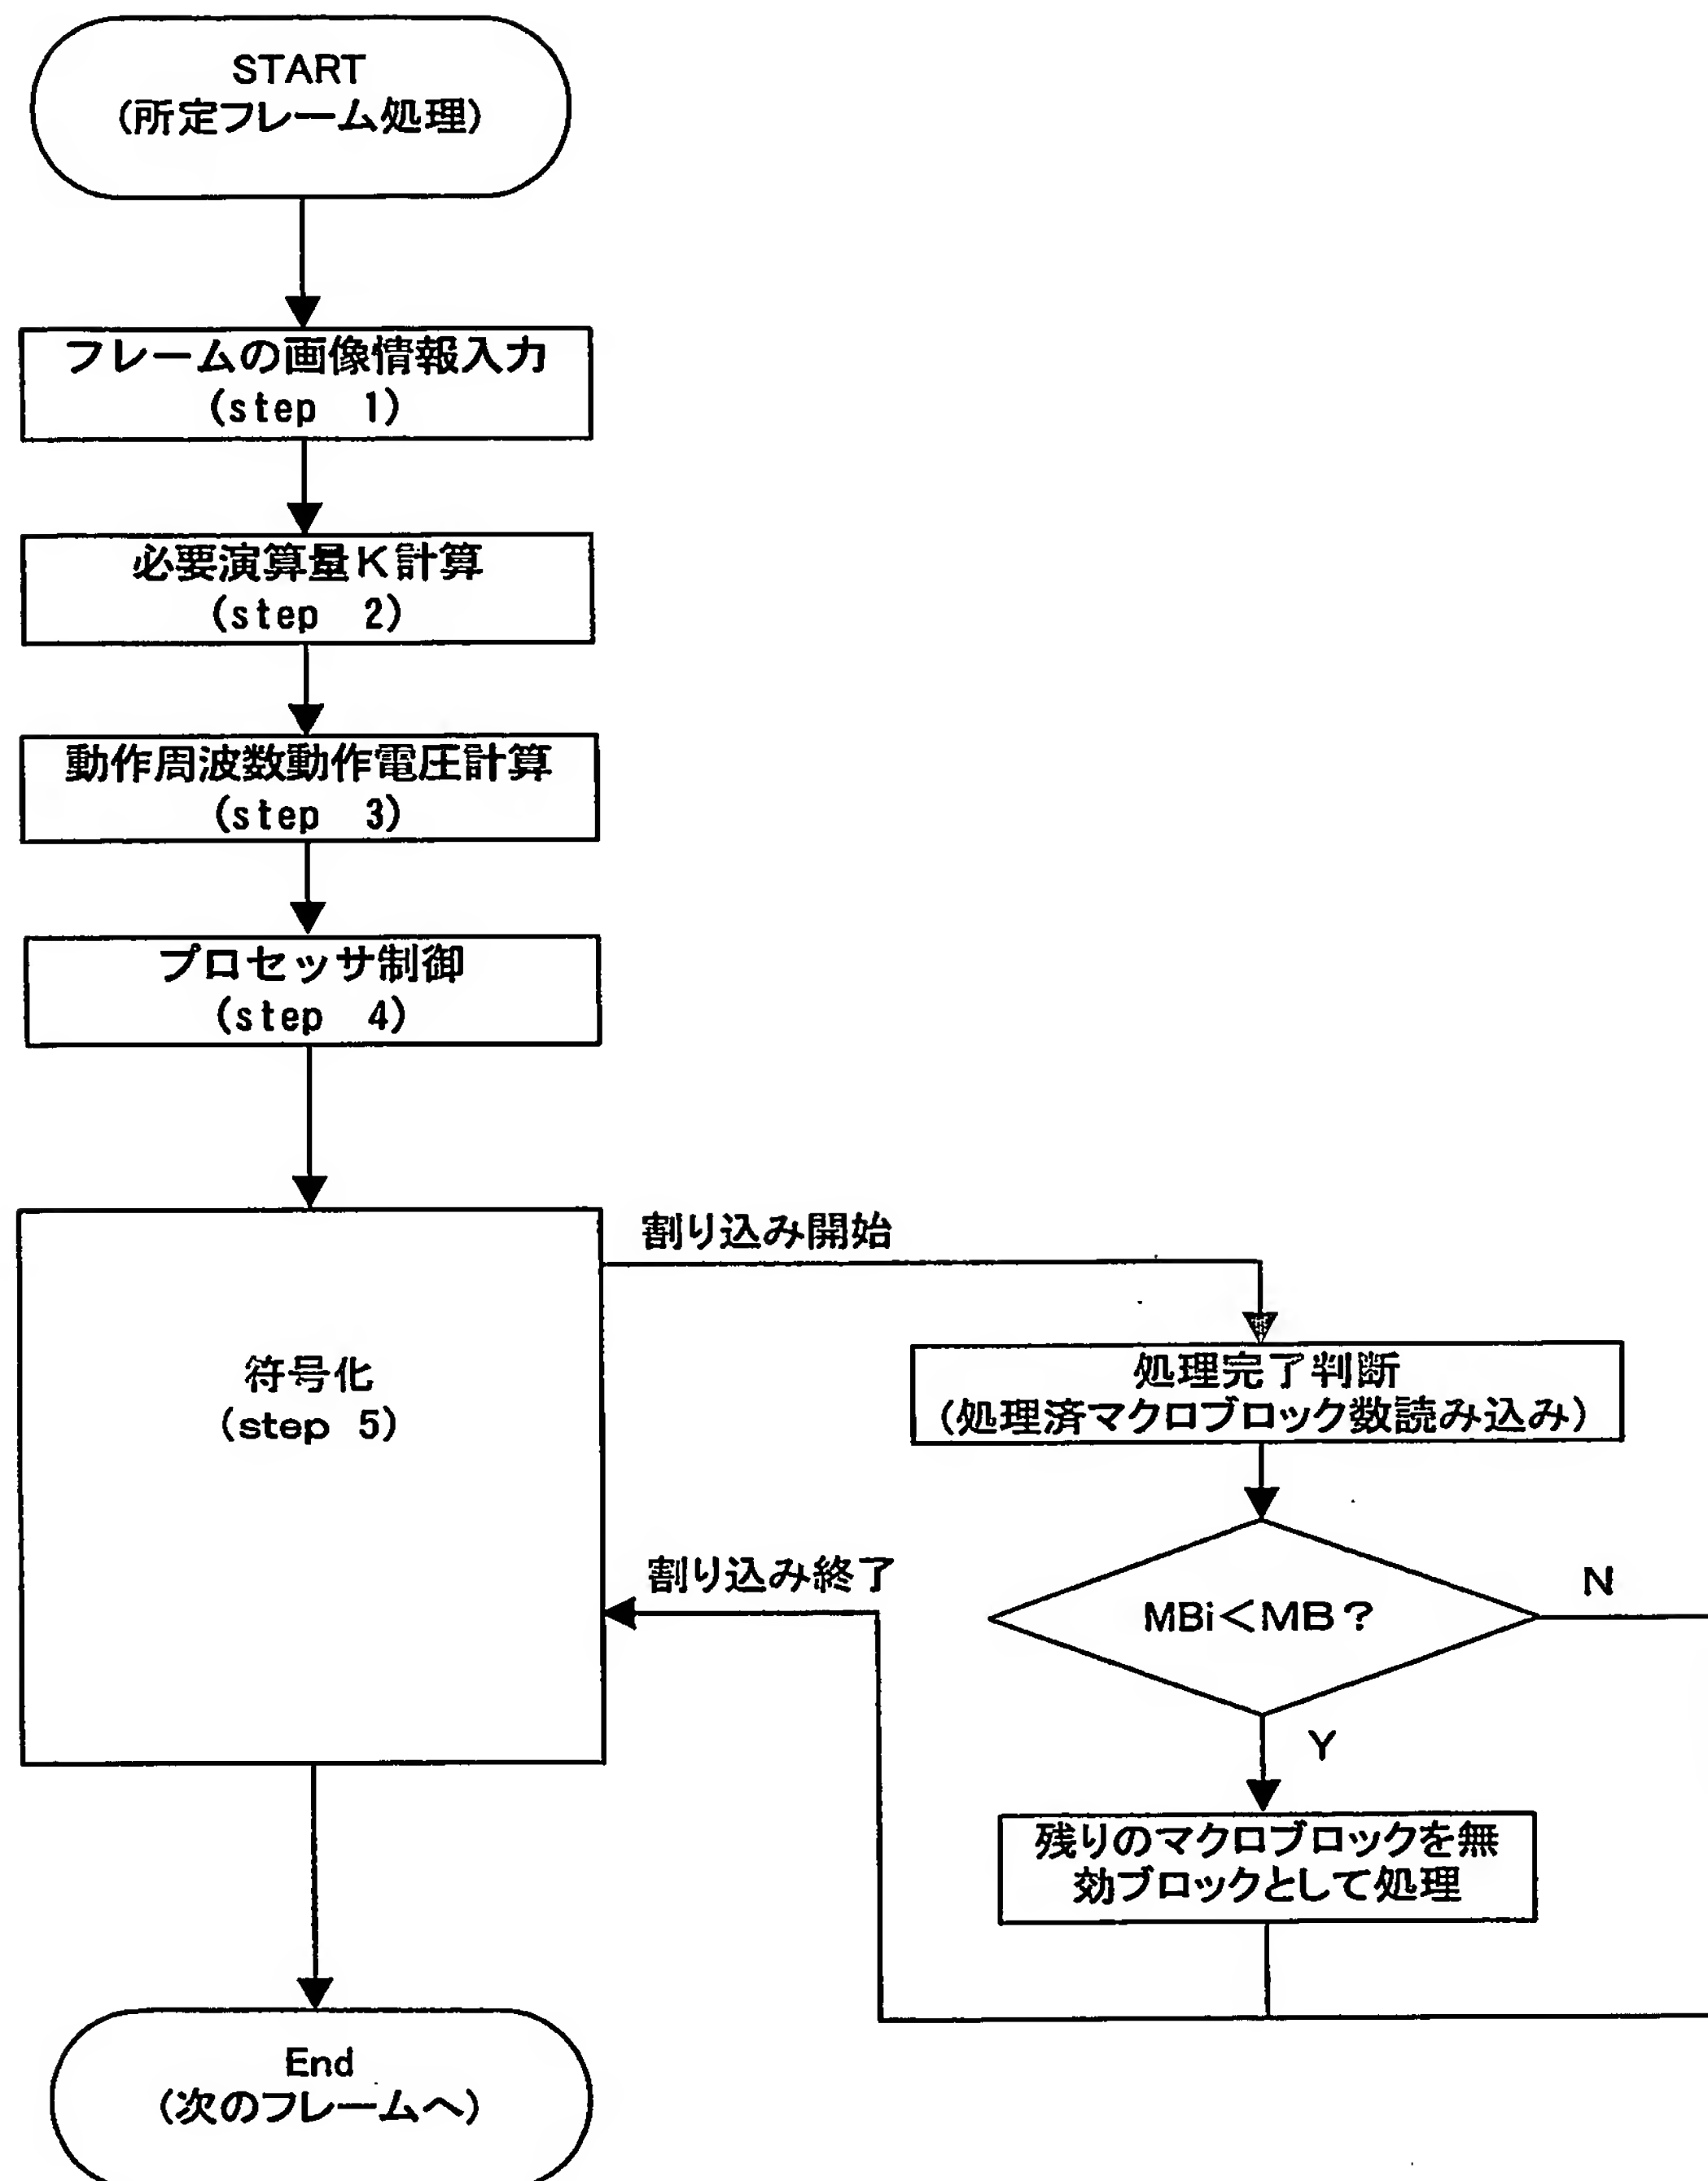 START
(所定フレーム処理)
フレームの画像情報入力
(step 1)
必要演算量K計算
(step 2)
動作周波数動作電圧計算
(step 3)
プロセッサ制御
(step 4)
割り込み開始
符号化
(step 5)
処理完了判断
(処理済マクロブロック数読み込み)
割り込み終了
MBi<MB?
N
Y
残りのマクロブロックを無
効ブロックとして処理
End
(次のフレームへ)